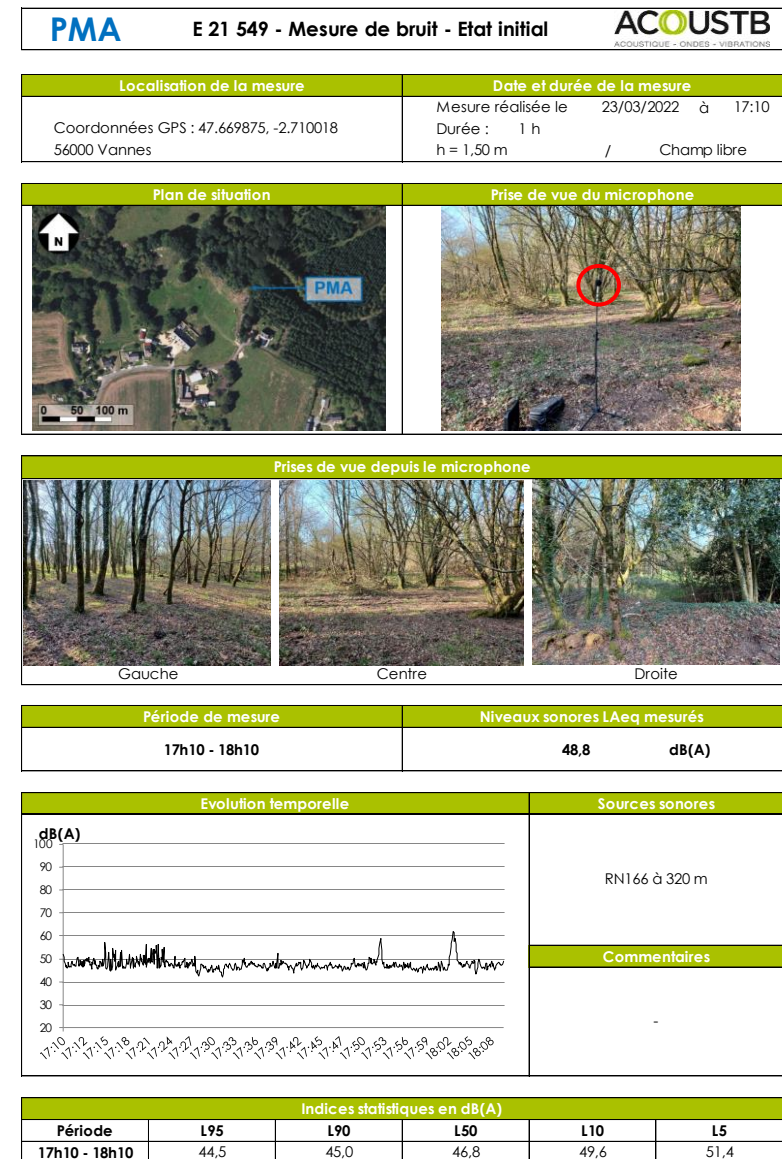 PMA
E 21 549 - Mesure de bruit - Etat initial
ACOUSTB
ACOUSTIQUE - ONDES - VIBRATIONS
Localisation de la mesure
Date et durée de la mesure
Coordonnées GPS : 47.669875, -2.710018
56000 Vannes
Mesure réalisée le 23/03/2022 à 17:10
Durée : 1 h
h = 1,50 m / Champ libre
Plan de situation
Prise de vue du microphone
N
PMA
0 50 100 m
Prises de vue depuis le microphone
Gauche Centre Droite
Période de mesure
Niveaux sonores LAeq mesurés
17h10 - 18h10
48,8 dB(A)
Evolution temporelle
Sources sonores
dB(A)
100
90
80
70
60
50
40
30
20
17:10 17:12 17:15 17:18 17:21 17:24 17:27 17:30 17:33 17:36 17:39 17:42 17:45 17:47 17:50 17:53 17:56 17:59 18:02 18:05 18:08
RN166 à 320 m
Commentaires
-
Indices statistiques en dB(A)
Période L95 L90 L50 L10 L5
17h10 - 18h10 44,5 45,0 46,8 49,6 51,4